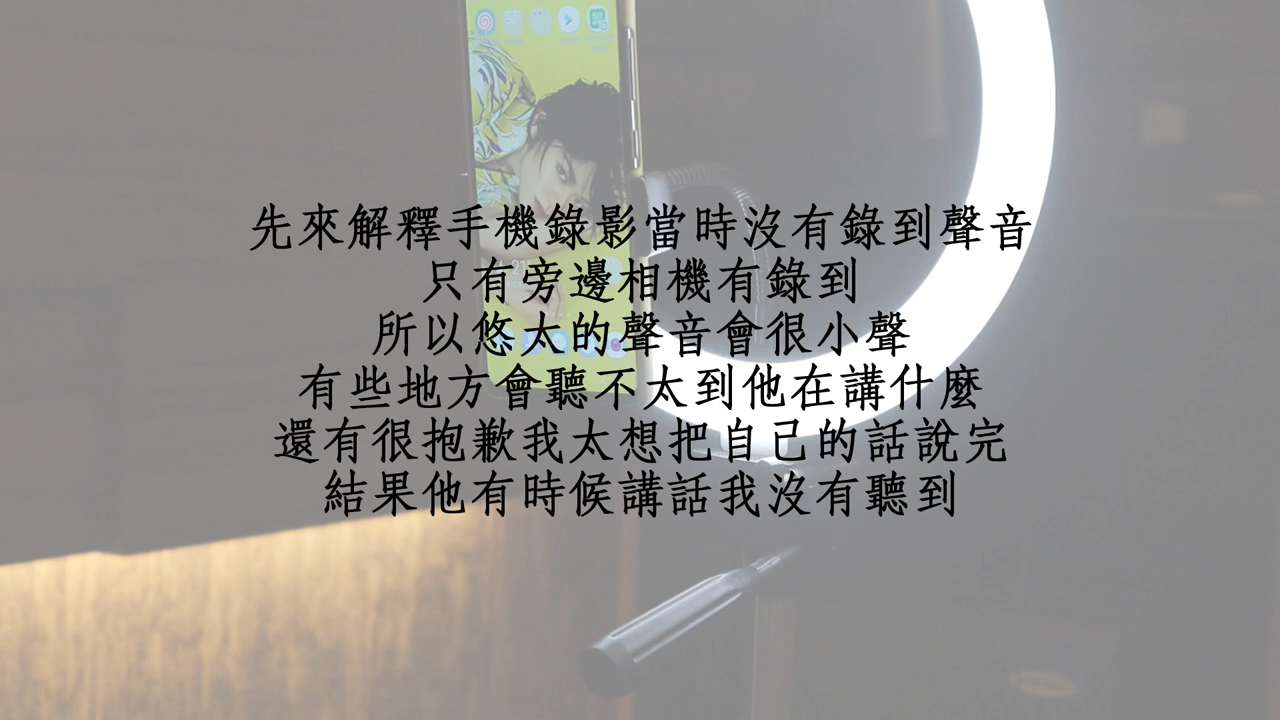 先來解釋手機錄影當時沒有錄到聲音
只有旁邊相機有錄到
所以悠太的聲音會很小聲
有些地方會聽不太到他在講什麼
還有很抱歉我太想把自己的話說完
結果他有時候講話我沒有聽到